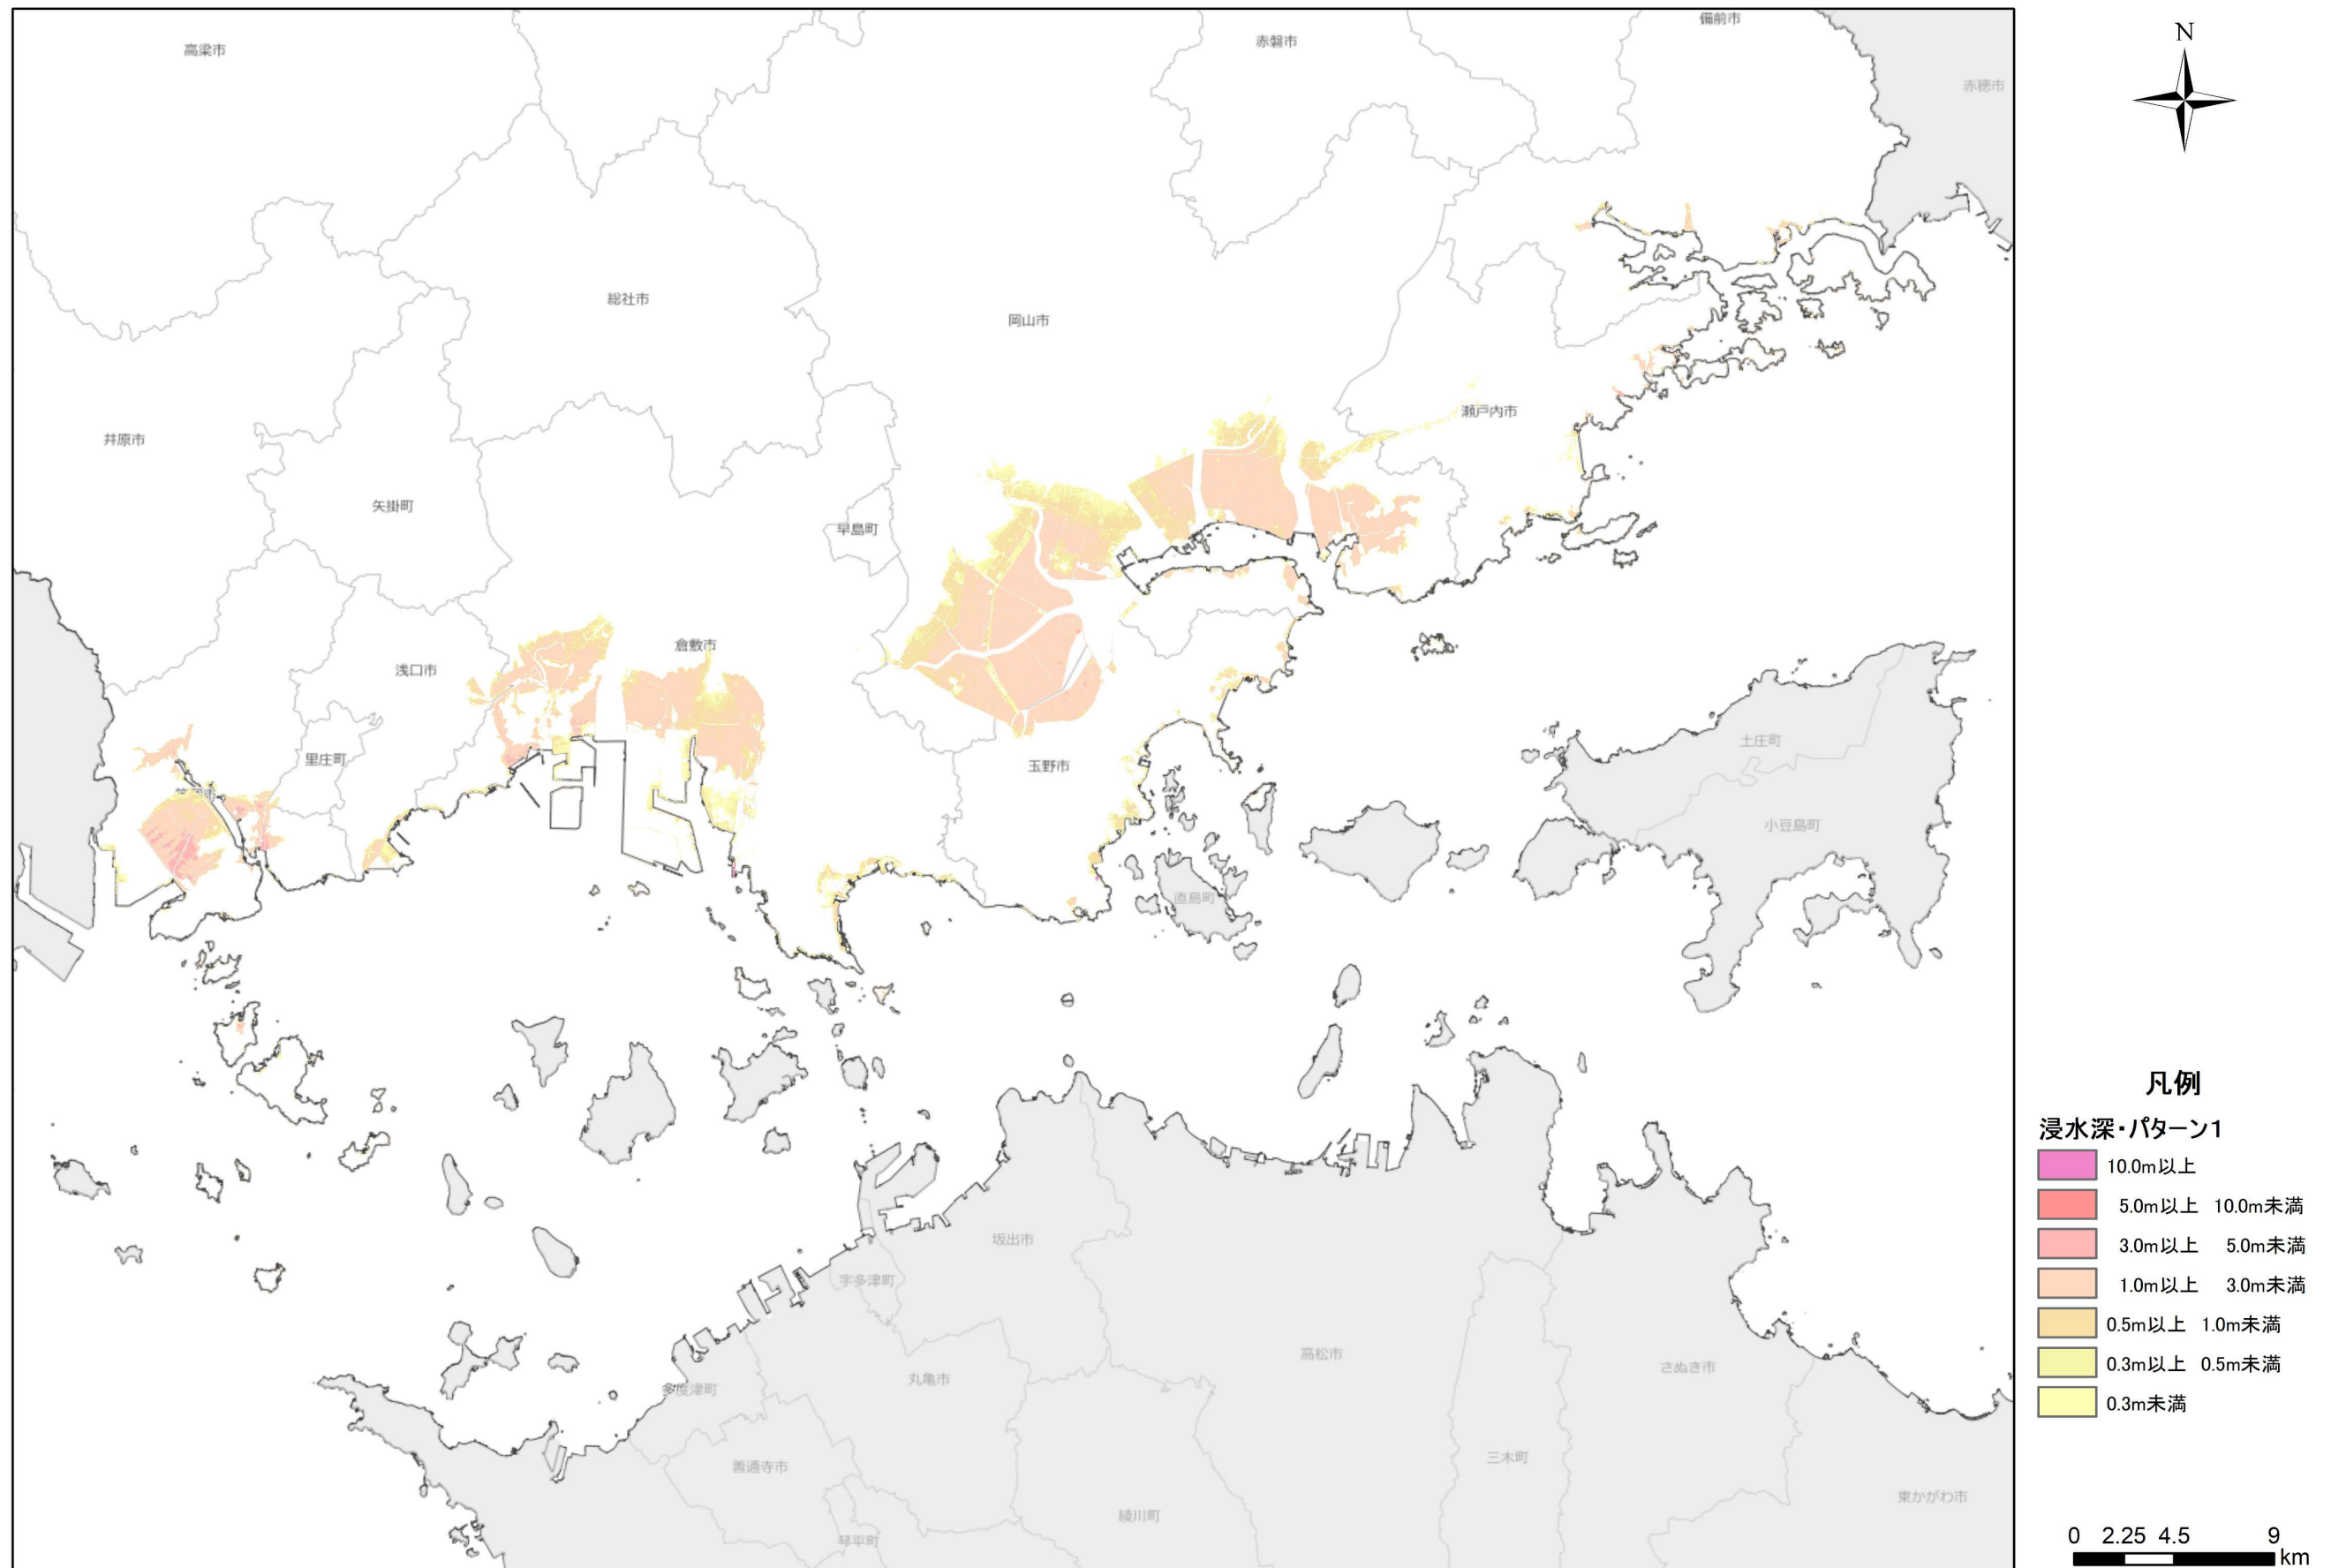 備前市
高梁市
赤磐市
N
赤穂市
総社市
岡山市
瀬戸内市
井原市
矢掛町
早島町
倉敷市
浅口市
土庄町
里庄町
玉野市
笠岡市
小豆島町
直島町
凡例
浸水深・パターン1
10.0m以上
5.0m以上 10.0m未満
3.0m以上 5.0m未満
1.0m以上 3.0m未満
0.5m以上 1.0m未満
0.3m以上 0.5m未満
0.3m未満
坂出市
宇多津町
高松市
さぬき市
丸亀市
多度津町
三木町
善通寺市
東かがわ市
綾川町
琴平町
0 2.25 4.5 9
km